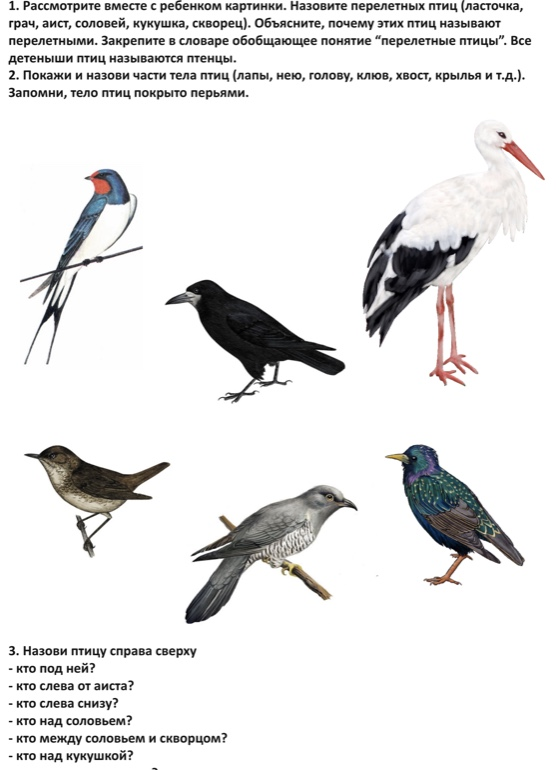 1. Рассмотрите вместе с ребенком картинки. Назовите перелетных птиц (ласточка,
грач, аист, соловей, кукушка, скворец). Объясните, почему этих птиц называют
перелетными. Закрепите в словаре обобщающее понятие “перелетные птицы”. Все
детеныши птиц называются птенцы.
2. Покажи и назови части тела птиц (лапы, нею, голову, клюв, хвост, крылья и т.д.).
Запомни, тело птиц покрыто перьями.
3. Назови птицу справа сверху
- кто под ней?
- кто слева от аиста?
- кто слева снизу?
- кто над соловьем?
- кто между соловьем и скворцом?
- кто над кукушкой?